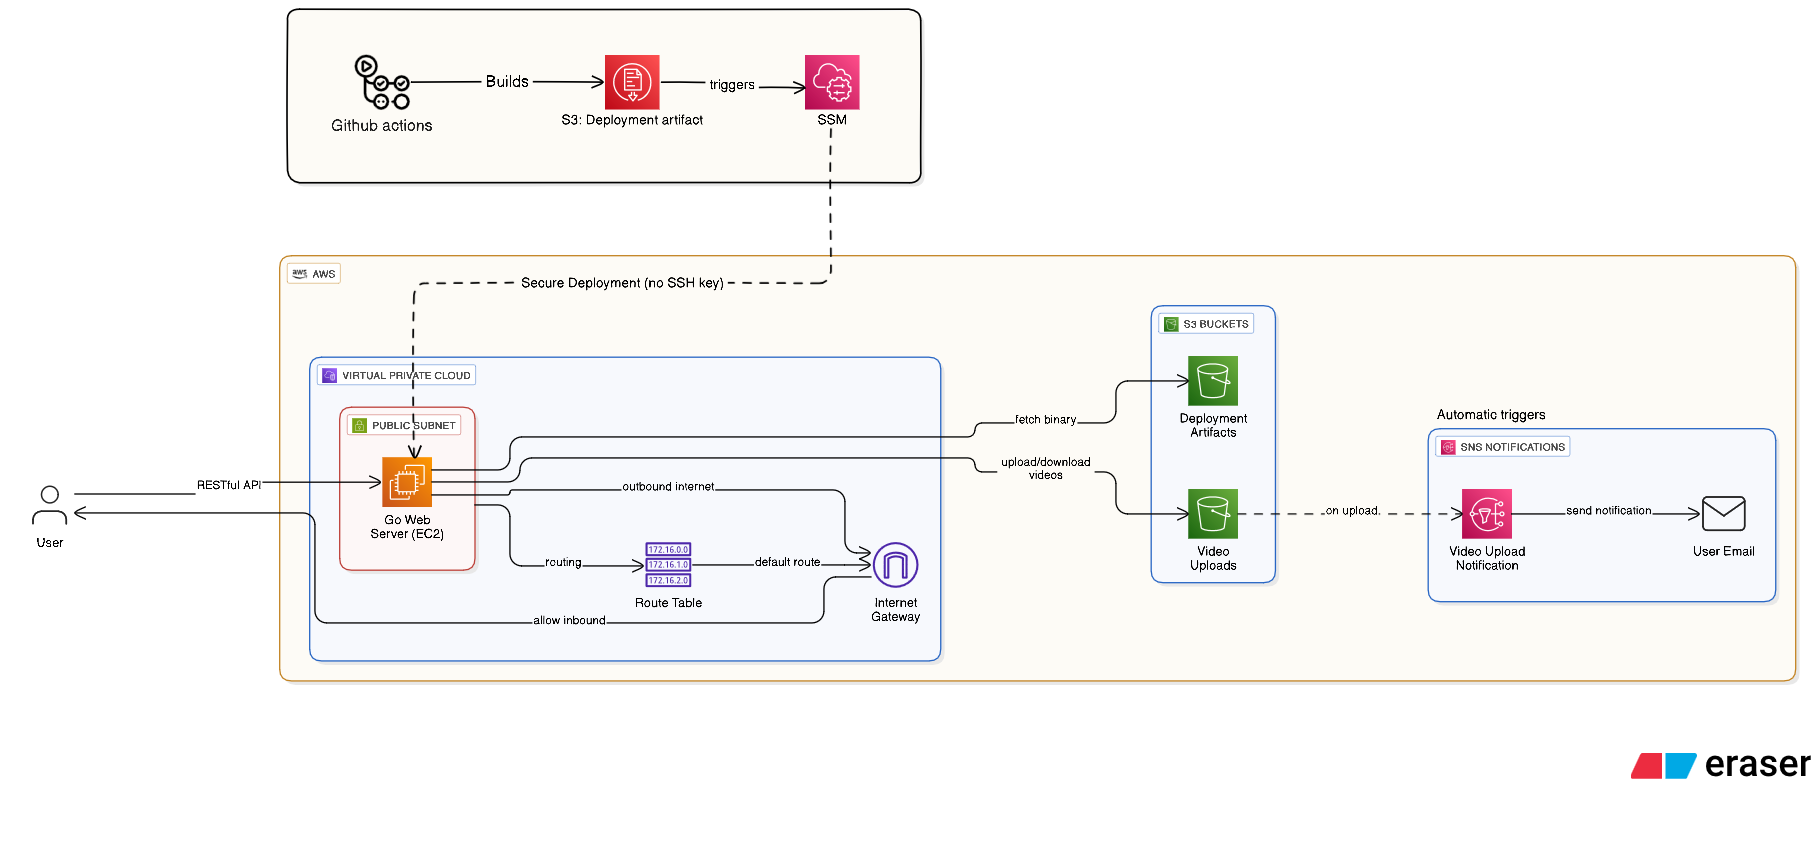 Builds
triggers
Github actions
S3: Deployment artifact
SSM
aws AWS
Secure Deployment (no SSH key)
S3 BUCKETS
VIRTUAL PRIVATE CLOUD
Deployment
Artifacts
fetch binary
Automatic triggers
PUBLIC SUBNET
SNS NOTIFICATIONS
upload/download
videos
RESTful API
outbound internet
on upload.
send notification
Go Web
Server (EC2)
User
172.16.0.0
172.16.1.0
172.16.2.0
routing
default route
Video
Uploads
Video Upload
Notification
User Email
Route Table
Internet
Gateway
allow inbound
eraser